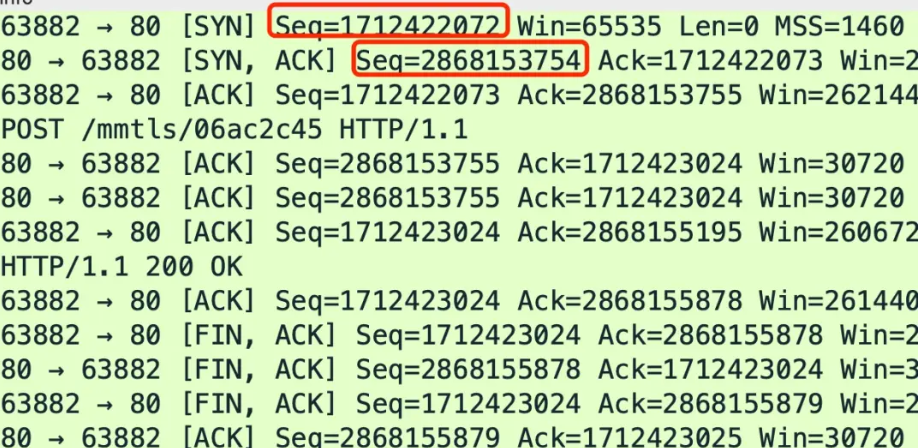 63882 → 80 [SYN] Seq=1712422072 Win=65535 Len=0 MSS=1460
80 → 63882 [SYN, ACK] Seq=2868153754 Ack=1712422073 Win=2
63882 → 80 [ACK] Seq=1712422073 Ack=2868153755 Win=262144
POST /mmtls/06ac2c45 HTTP/1.1
80 → 63882 [ACK] Seq=2868153755 Ack=1712423024 Win=30720
80 → 63882 [ACK] Seq=2868153755 Ack=1712423024 Win=30720
63882 → 80 [ACK] Seq=1712423024 Ack=2868155195 Win=260672
HTTP/1.1 200 OK
63882 → 80 [ACK] Seq=1712423024 Ack=2868155878 Win=261440
63882 → 80 [FIN, ACK] Seq=1712423024 Ack=2868155878 Win=2
80 → 63882 [FIN, ACK] Seq=2868155878 Ack=1712423024 Win=3
63882 → 80 [FIN, ACK] Seq=1712423024 Ack=2868155879 Win=2
80 → 63882 [ACK] Seq=2868155879 Ack=1712423025 Win=30720